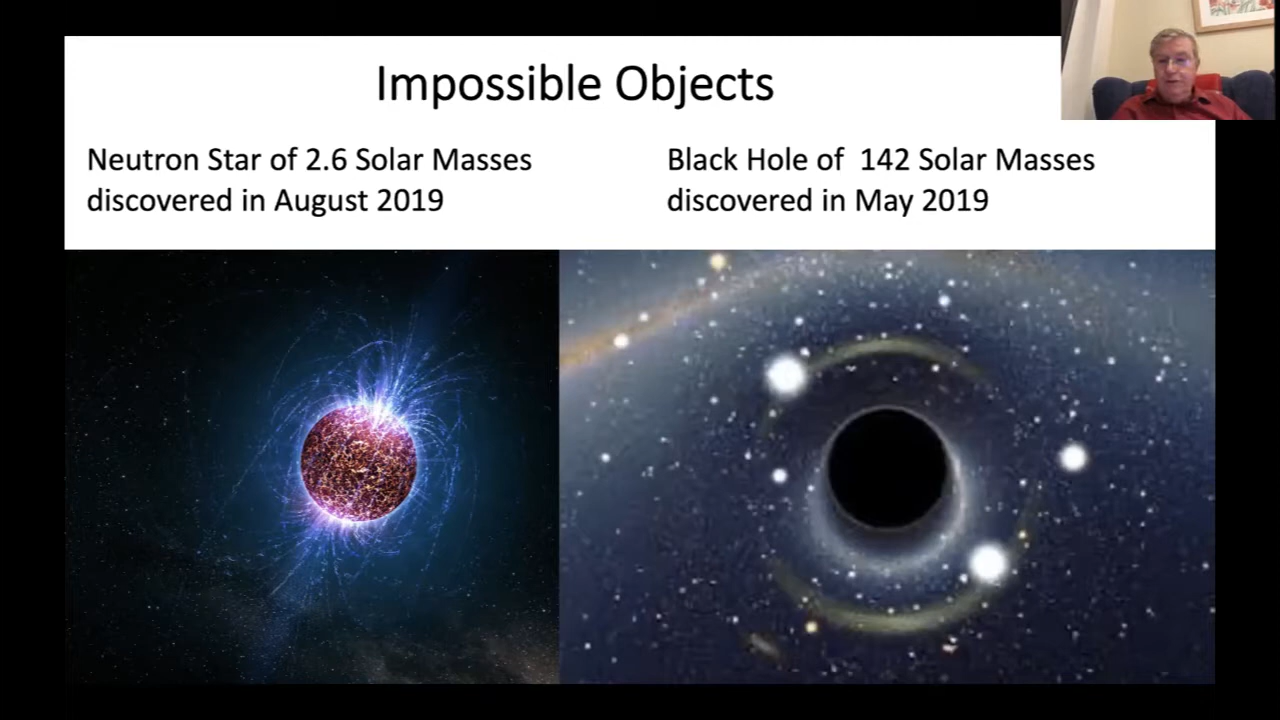 Impossible Objects
Neutron Star of 2.6 Solar Masses
discovered in August 2019
Black Hole of  142 Solar Masses
discovered in May 2019